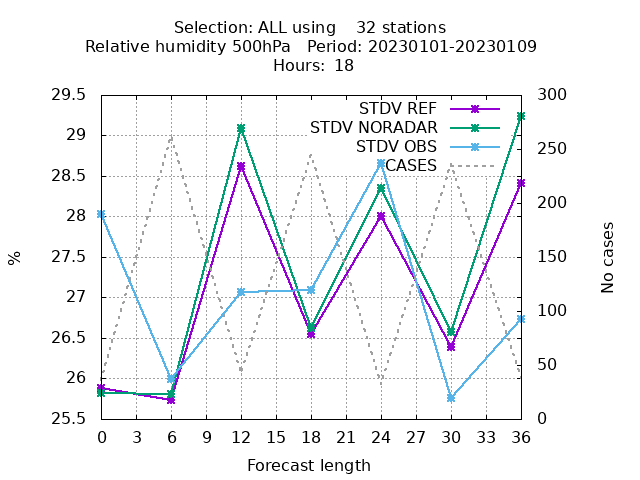 Selection: ALL using    32 stations
Relative humidity 500hPa   Period: 20230101-20230109
Hours: 18
STDV REF
STDV NORADAR
STDV OBS
CASES
29.5
29
28.5
28
27.5
27
26.5
26
25.5
%
300
250
200
150
100
50
0
No cases
0 3 6 9 12 15 18 21 24 27 30 33 36
Forecast length